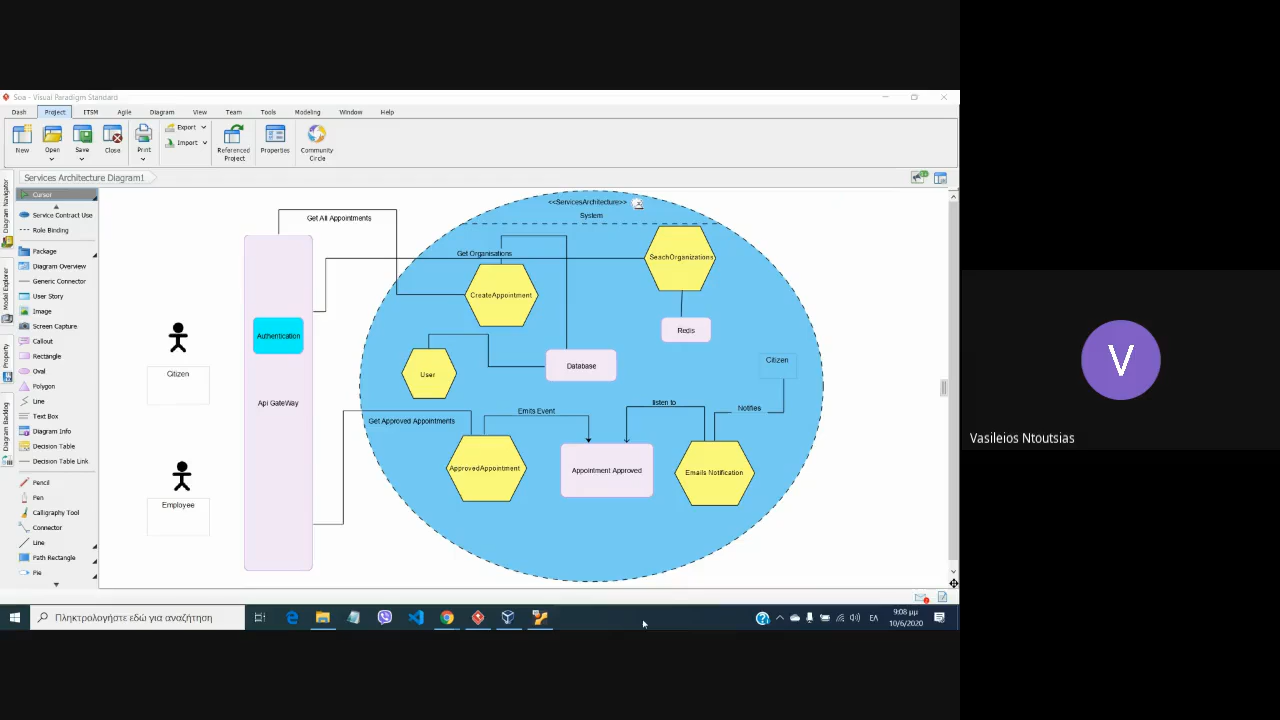 Soa - Visual Paradigm Standard
Dash Project ITSM Agile Diagram View Team Tools Modeling Window Help
New Open Save Close Print Export Import Referenced Project Properties Community Circle
Services Architecture Diagram1
Diagram Navigator
Model Explorer
Property
Diagram Backlog
Cursor
Service Contract Use
Role Binding
Package
Diagram Overview
Generic Connector
User Story
Image
Screen Capture
Callout
Rectangle
Oval
Polygon
Line
Text Box
Diagram Info
Decision Table
Decision Table Link
Pencil
Pen
Calligraphy Tool
Connector
Line
Path Rectangle
Pie
<<ServicesArchitecture>>
System
Get All Appointments
Get Organisations
SeachOrganizations
CreateAppointment
Redis
Authentication
Citizen
User
Database
Citizen
Api GateWay
Get Approved Appointments
Emits Event
listen to
Notifies
ApprovedAppointment
Appointment Approved
Emails Notification
Employee
Πληκτρολογήστε εδώ για αναζήτηση
ΕΛ
9:08 μμ
10/6/2020
V
Vasileios Ntoutsias